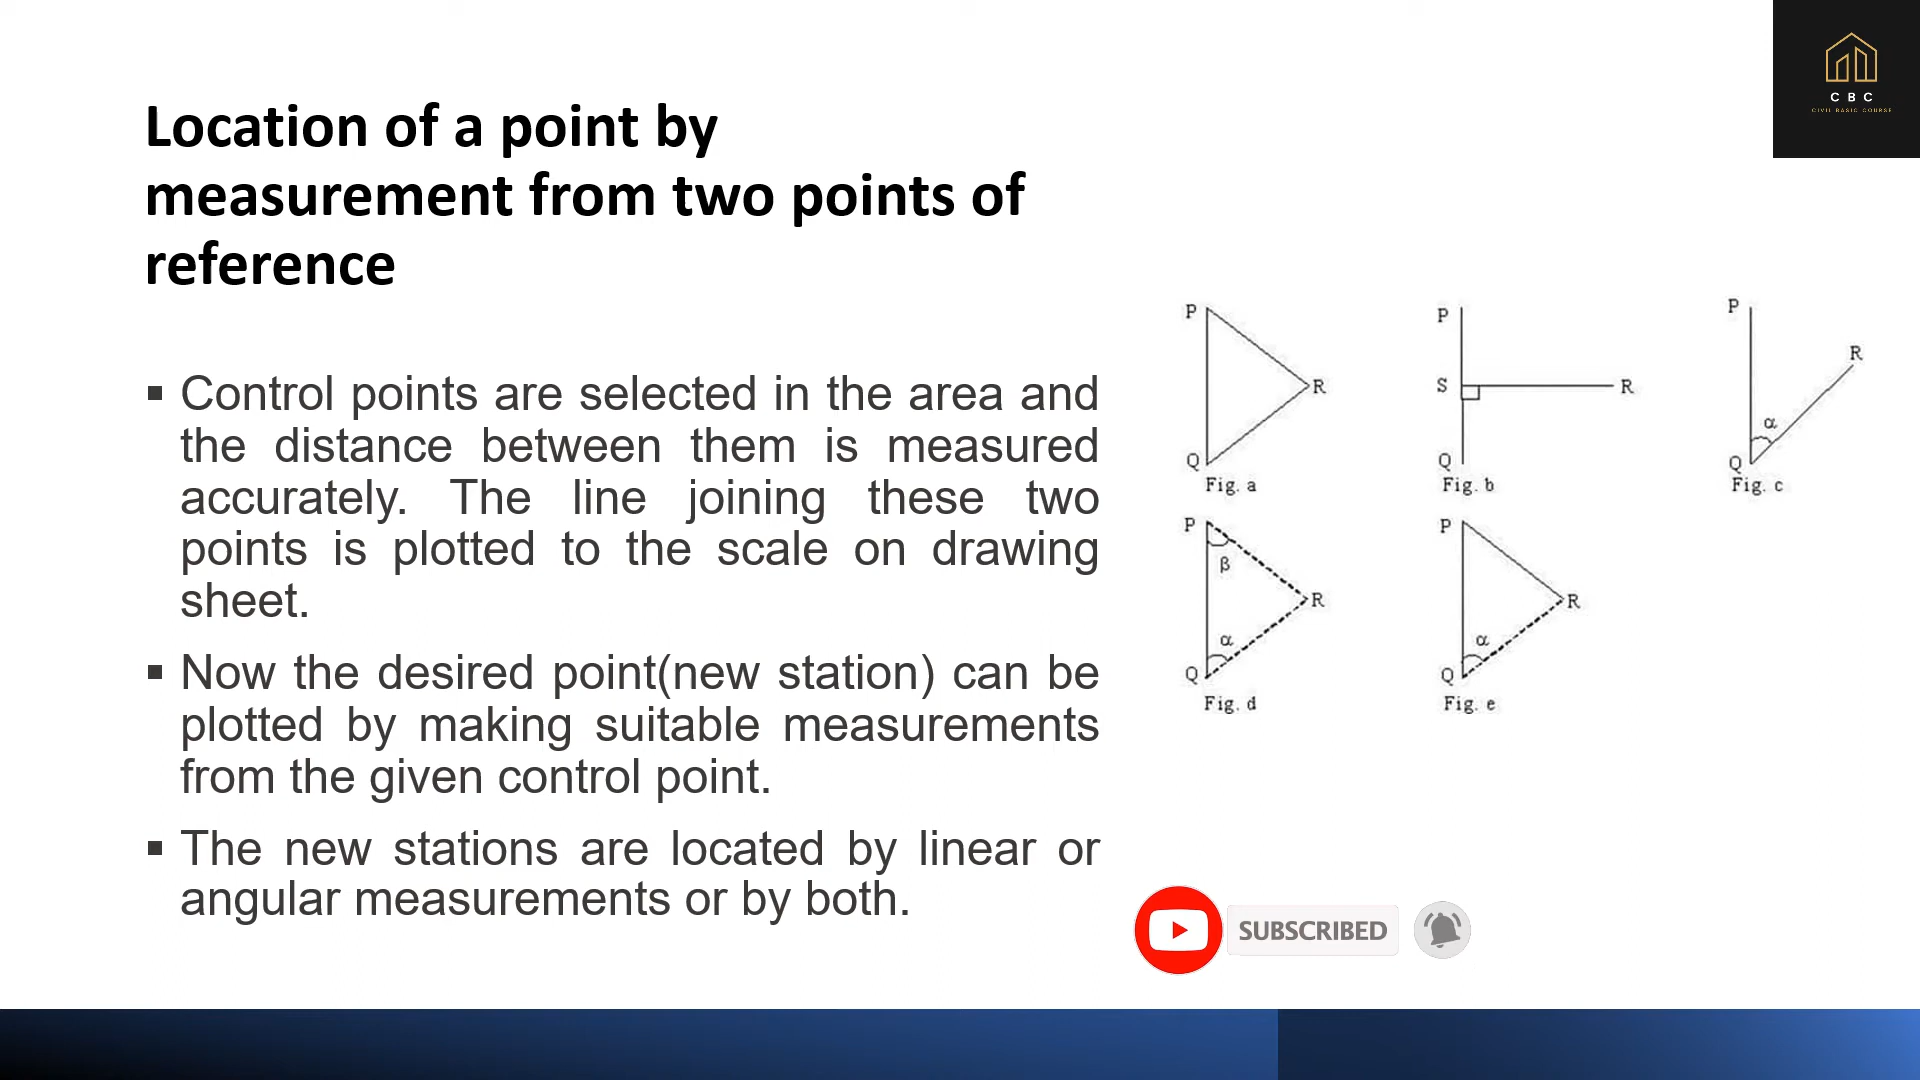 CBC
CIVIL BASIC COURSE
Location of a point by
measurement from two points of
reference
▪ Control points are selected in the area and
the distance between them is measured
accurately. The line joining these two
points is plotted to the scale on drawing
sheet.
▪ Now the desired point(new station) can be
plotted by making suitable measurements
from the given control point.
▪ The new stations are located by linear or
angular measurements or by both.
P
R
Q
Fig. a
P
S
R
Q
Fig. b
P
R
α
Q
Fig. c
P
β
R
α
Q
Fig. d
P
R
α
Q
Fig. e
SUBSCRIBED